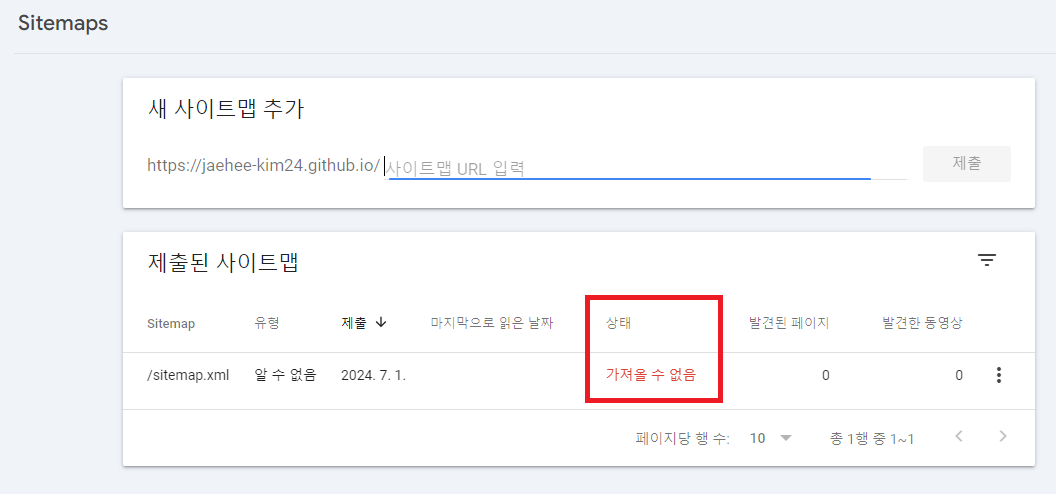 Sitemaps
새 사이트맵 추가
https://jaehee-kim24.github.io/ 사이트맵 URL 입력 제출
제출된 사이트맵
Sitemap 유형 제출 마지막으로 읽은 날짜 상태 발견된 페이지 발견한 동영상
/sitemap.xml 알 수 없음 2024. 7. 1. 가져올 수 없음 0 0
페이지당 행 수: 10 총 1행 중 1~1